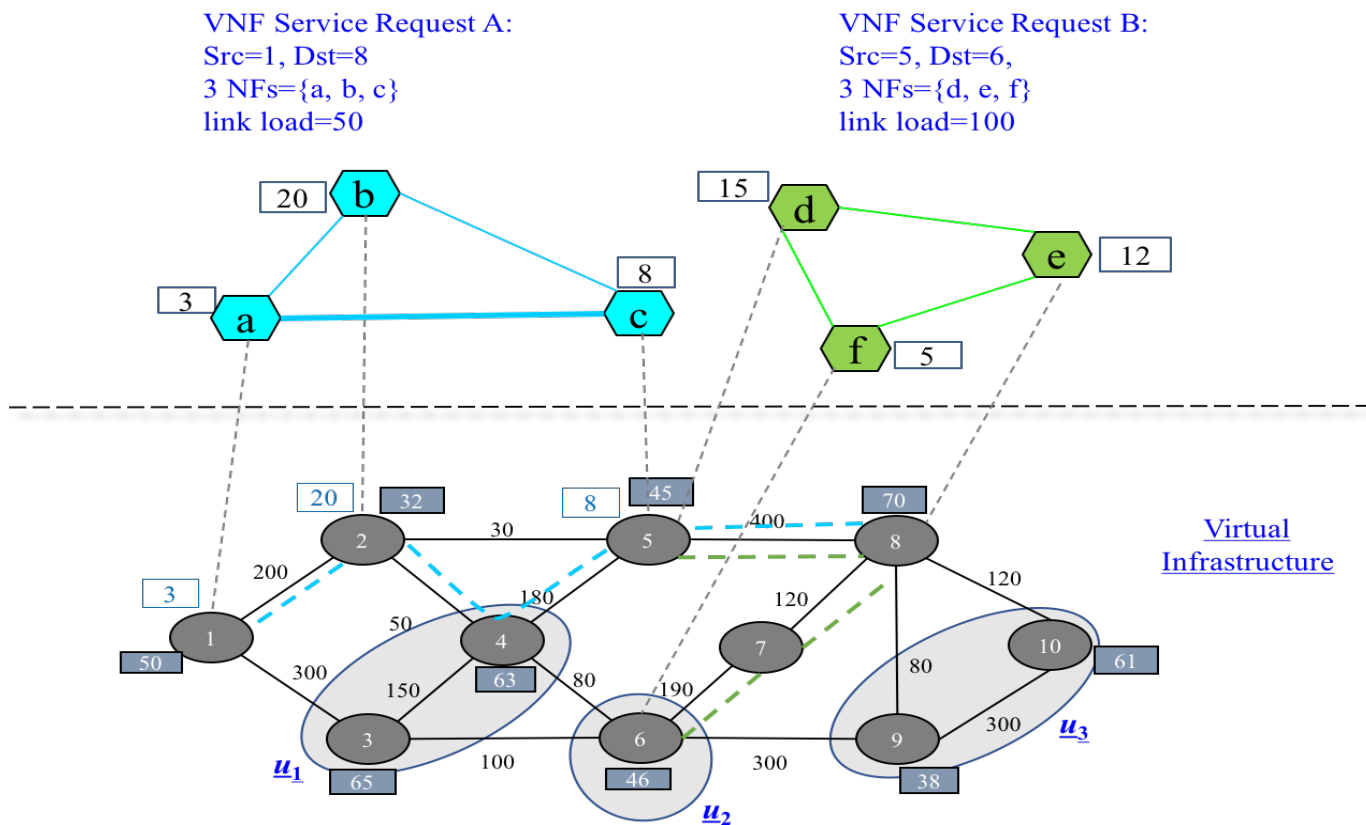 VNF Service Request A:
Src=1, Dst=8
3 NFs={a, b, c}
link load=50
VNF Service Request B:
Src=5, Dst=6,
3 NFs={d, e, f}
link load=100
20
b
15
d
3
a
8
c
e
12
f
5
20
32
8
45
70
2
30
5
400
8
Virtual
Infrastructure
200
3
1
50
180
50
4
63
120
7
120
10
61
300
150
80
190
80
3
65
100
6
46
300
9
38
300
u1
u2
u3